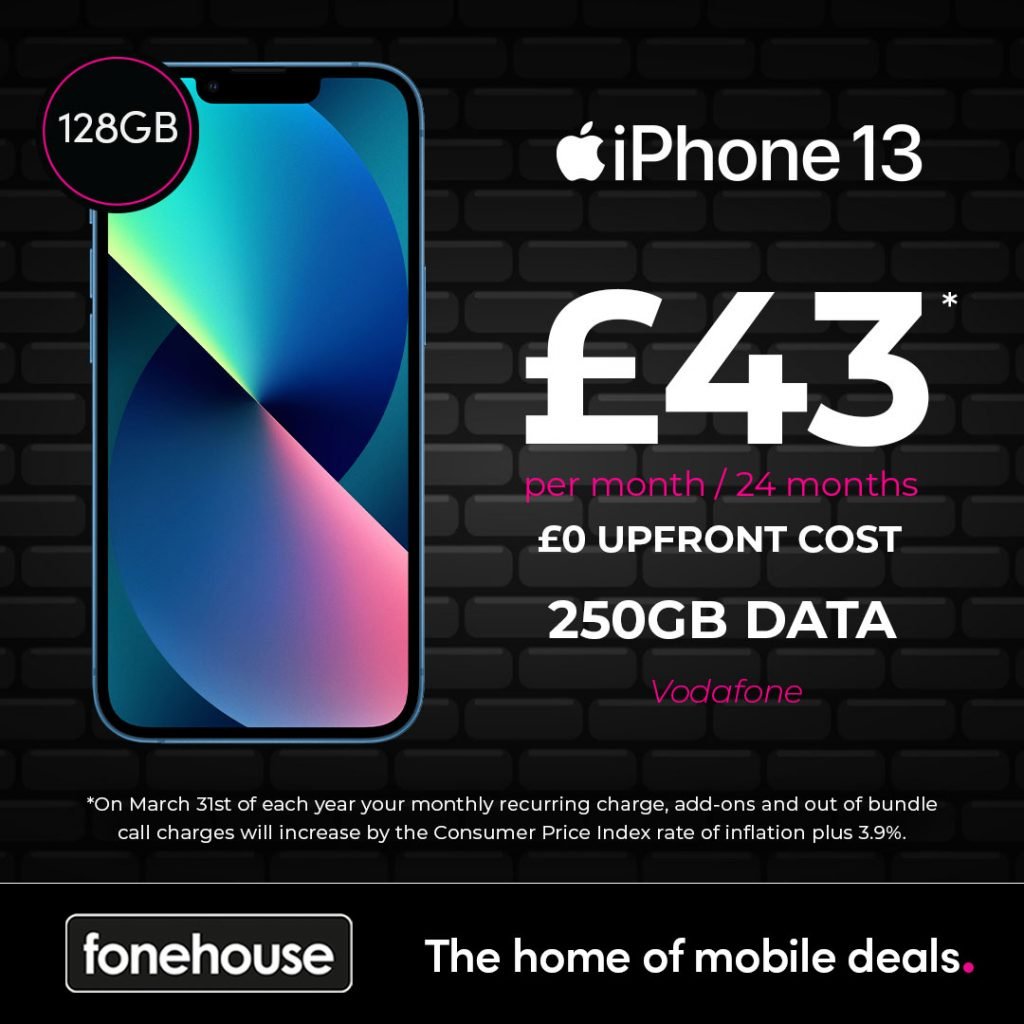 128GB
iPhone 13
£43*
per month / 24 months
£0 UPFRONT COST
250GB DATA
Vodafone
*On March 31st of each year your monthly recurring charge, add-ons and out of bundle
call charges will increase by the Consumer Price Index rate of inflation plus 3.9%.
fonehouse
The home of mobile deals.